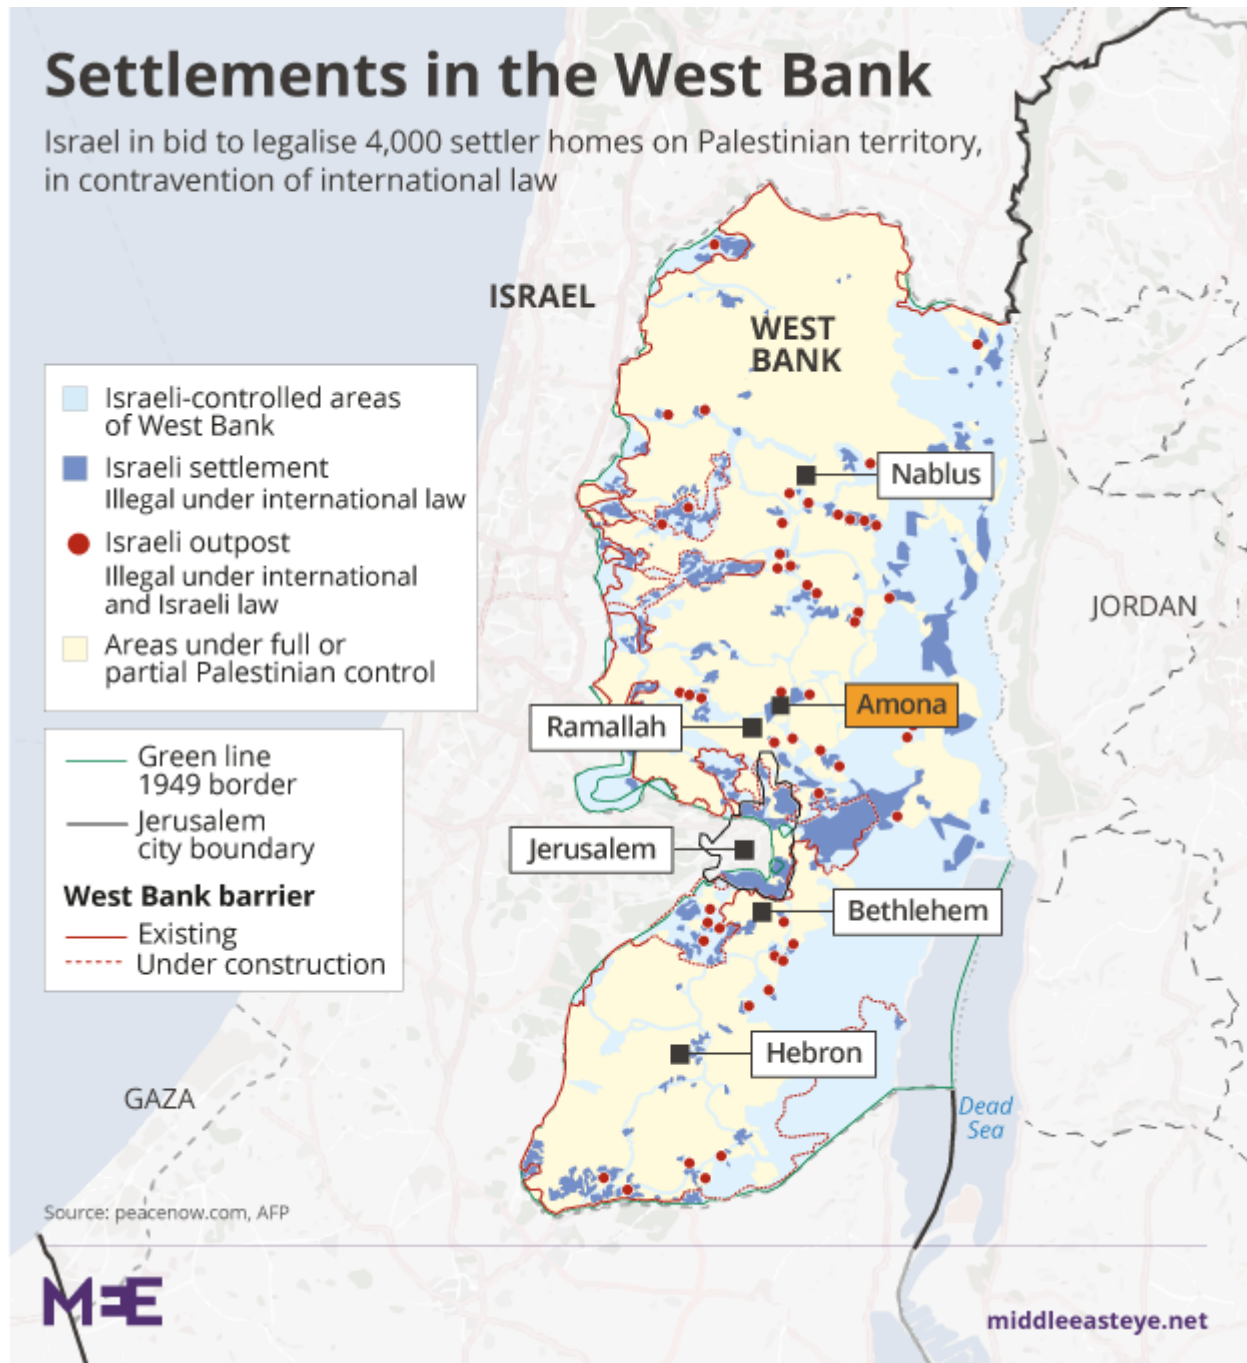 Settlements in the West Bank
Israel in bid to legalise 4,000 settler homes on Palestinian territory,
in contravention of international law
ISRAEL
WEST
BANK
Israeli-controlled areas
of West Bank
Israeli settlement
Illegal under international law
Israeli outpost
Illegal under international
and Israeli law
Areas under full or
partial Palestinian control
Nablus
JORDAN
Amona
Ramallah
Green line
1949 border
Jerusalem
city boundary
West Bank barrier
Existing
Under construction
Jerusalem
Bethlehem
Hebron
GAZA
Dead
Sea
Source: peacenow.com, AFP
MEE
middleeasteye.net